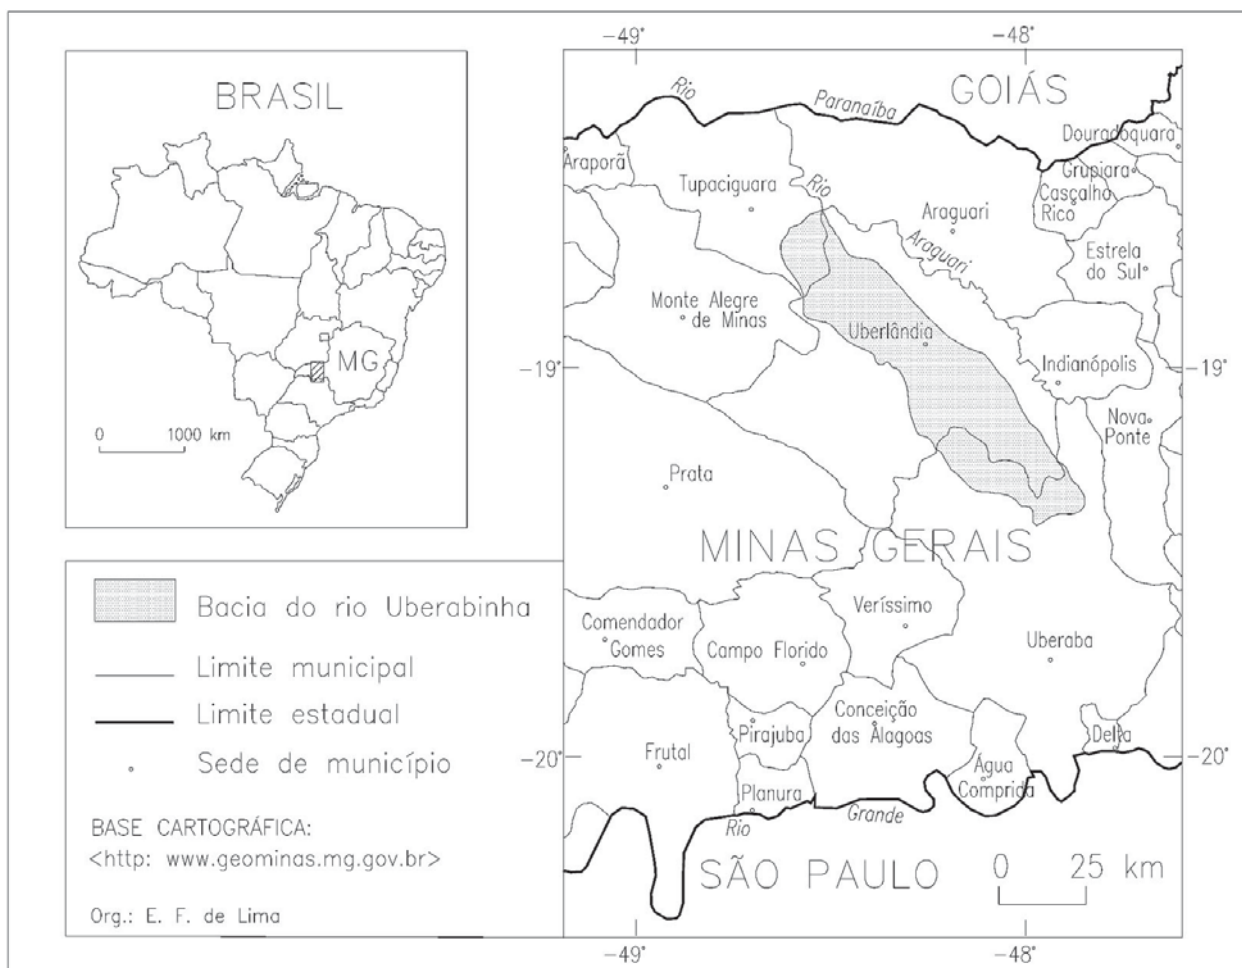 BRASIL
MG
0 1000 km
Bacia do rio Uberabinha
Limite municipal
Limite estadual
Sede de município
BASE CARTOGRÁFICA:
<http: www.geominas.mg.gov.br>
Org.: E. F. de Lima
-49° -48°
GOIÁS
Rio Paranaíba
Douradoquara
Araporã
Grupiara
Tupaciguara
Rio Araguari
Cascalho
Rico
Araguari
Estrela
do Sul
Monte Alegre
de Minas
Uberlândia
Indianópolis
-19° -19°
Nova
Ponte
Prata
MINAS GERAIS
Comendador
Gomes
Campo Florido
Veríssimo
Uberaba
Conceição
das Alagoas
Pirajuba
Frutal
Delta
-20° -20°
Água
Comprida
Planura
Rio Grande
SÃO PAULO
0 25 km
-49° -48°